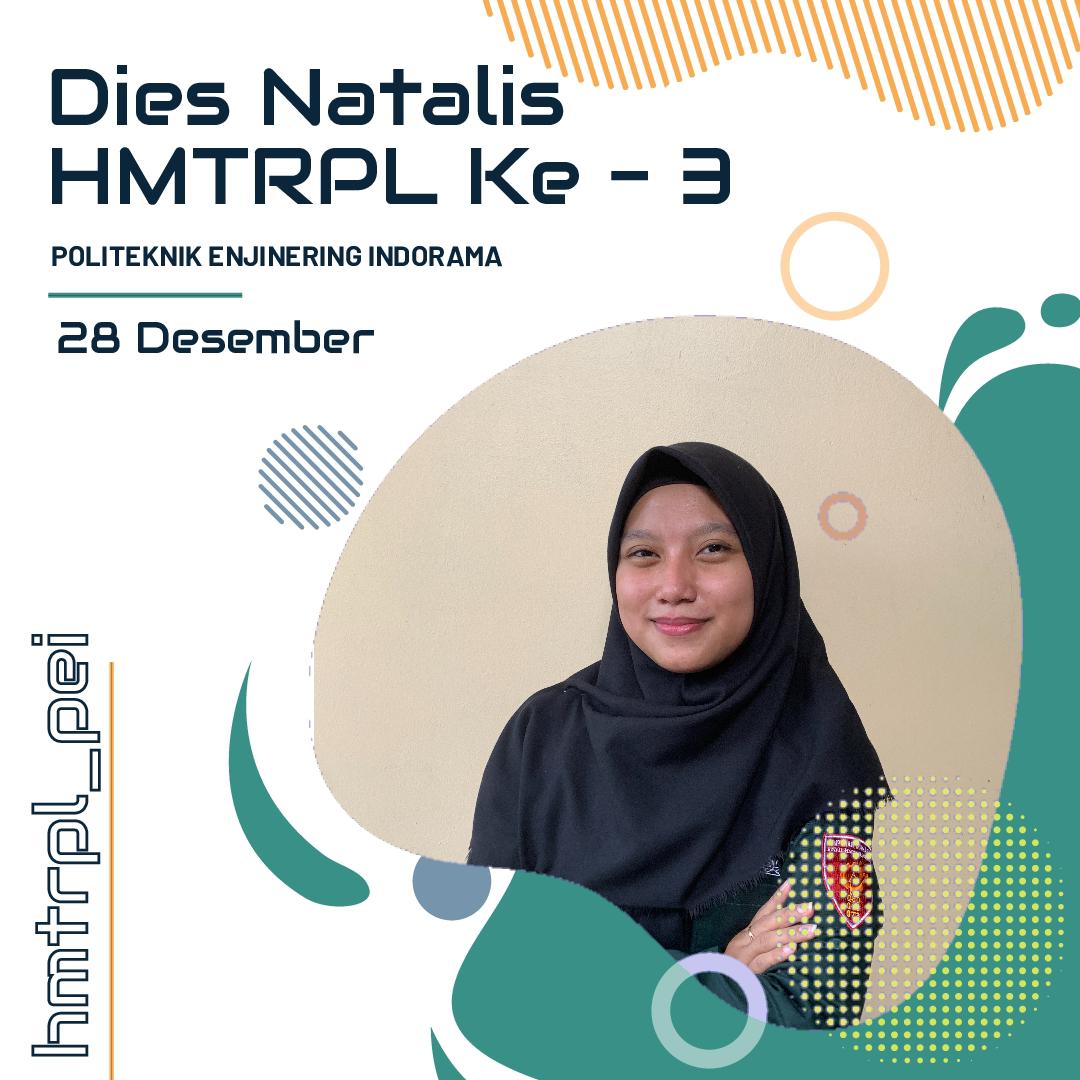 Dies Natalis
HMTRPL Ke - 3
POLITEKNIK ENJINERING INDORAMA
28 Desember
hmtrpl_pei